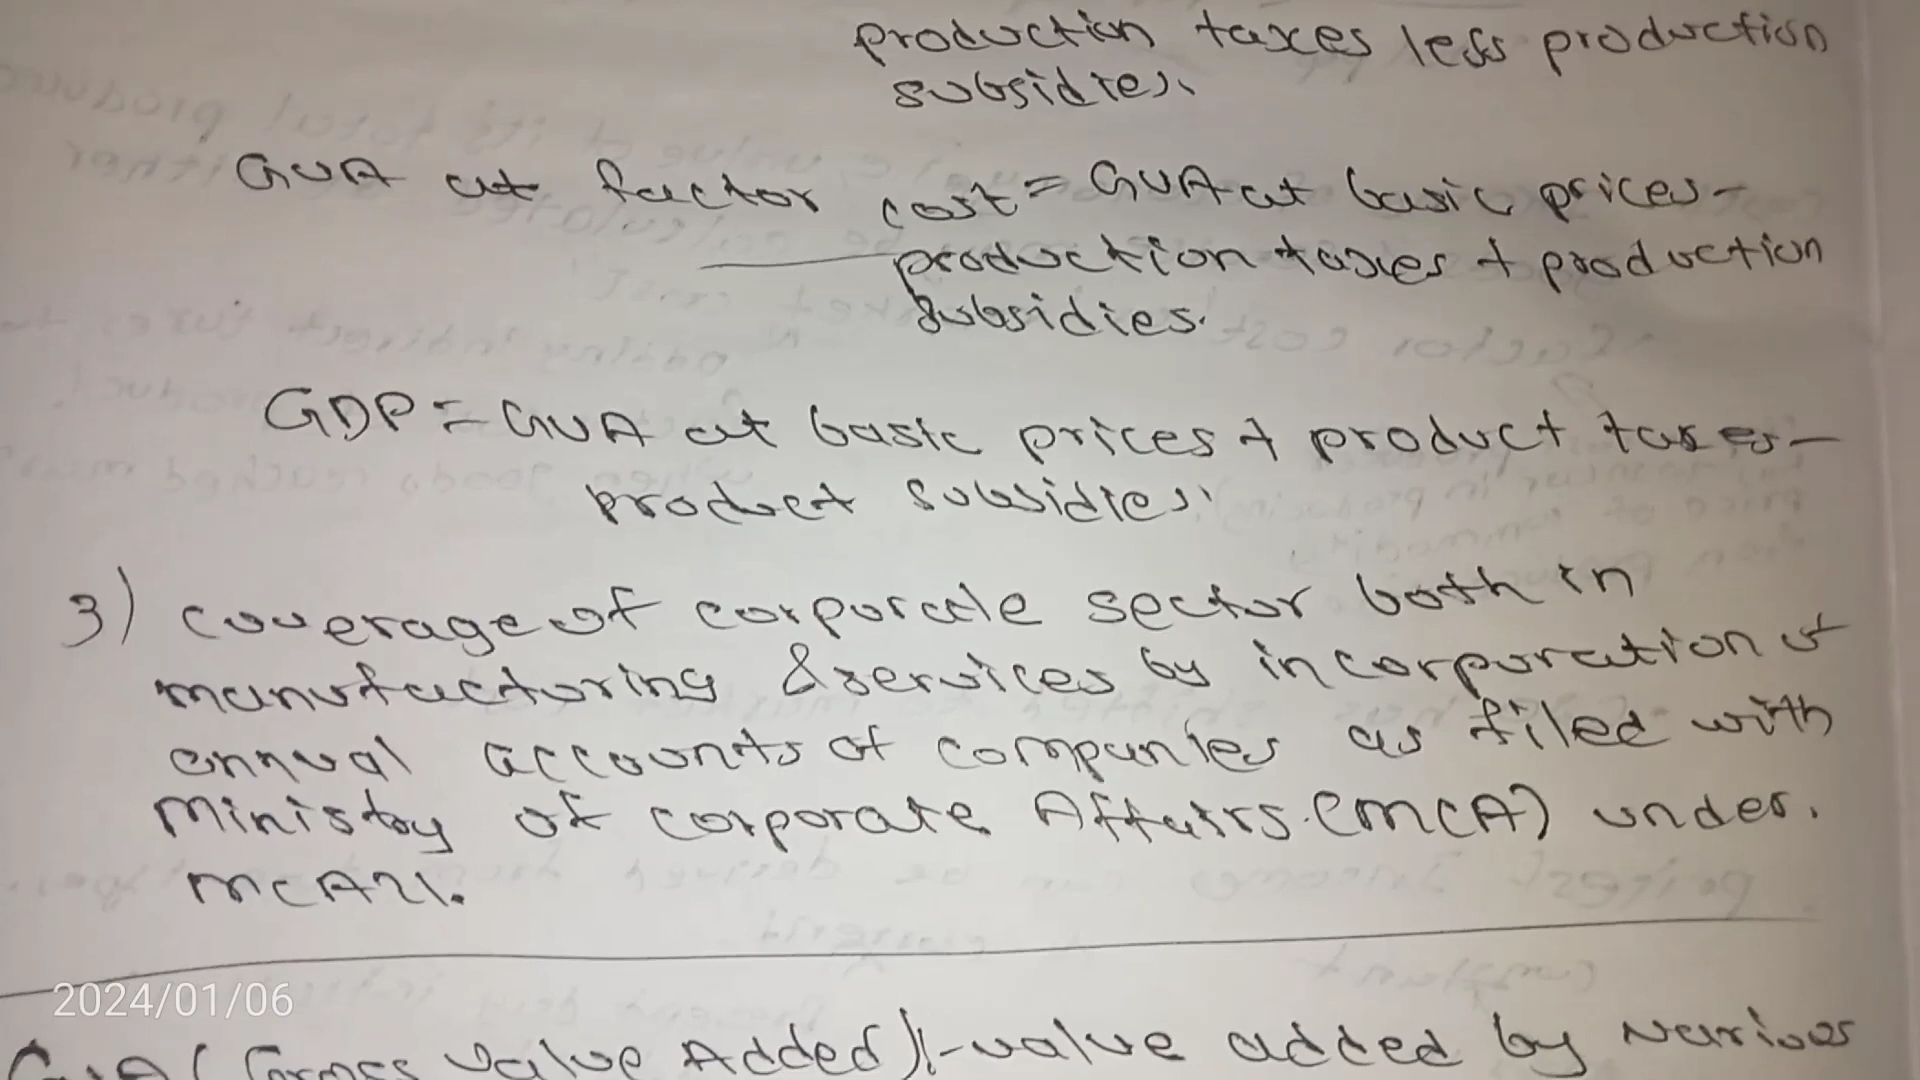 production taxes less production
subsidies.
GVA at factor cost = GVA at basic prices -
production taxes + production
subsidies.
GDP = GVA at basic prices + product taxes -
product subsidies.
3) coverage of corporate sector both in
manufacturing & services by incorporation of
annual accounts of companies as filed with
Ministry of corporate Affairs (MCA) under.
MCA21.
2024/01/06
GVA (Gross Value Added) :- value added by various